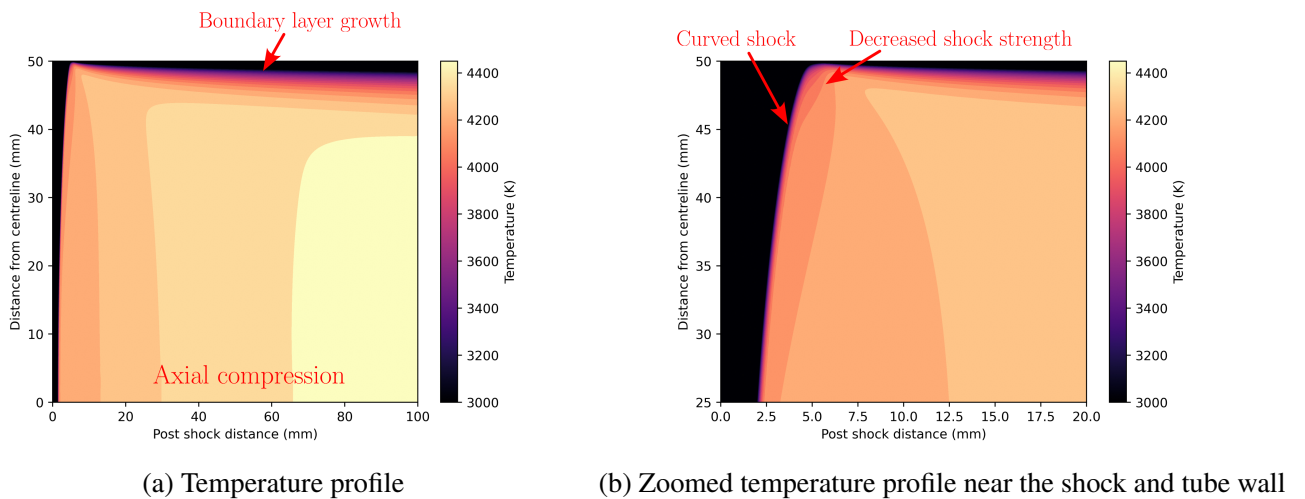 Boundary layer growth
50
40
30
20
10
0
Distance from centreline (mm)
Axial compression
0 20 40 60 80 100
Post shock distance (mm)
4400
4200
4000
3800
3600
3400
3200
3000
Temperature (K)
(a) Temperature profile
Curved shock
Decreased shock strength
50
45
40
35
30
25
Distance from centreline (mm)
0.0 2.5 5.0 7.5 10.0 12.5 15.0 17.5 20.0
Post shock distance (mm)
4400
4200
4000
3800
3600
3400
3200
3000
Temperature (K)
(b) Zoomed temperature profile near the shock and tube wall